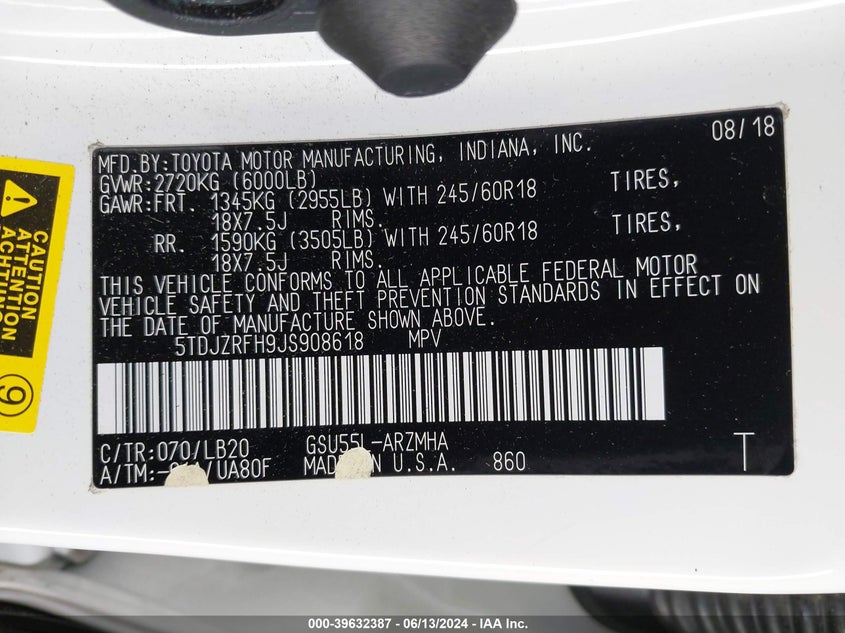 08/18
MFD.BY:TOYOTA MOTOR MANUFACTURING, INDIANA, INC.
GVWR:2720KG (6000LB)
GAWR:FRT. 1345KG (2955LB) WITH 245/60R18 TIRES,
18X7.5J RIMS.
RR. 1590KG (3505LB) WITH 245/60R18 TIRES,
18X7.5J RIMS.
THIS VEHICLE CONFORMS TO ALL APPLICABLE FEDERAL MOTOR
VEHICLE SAFETY AND THEFT PREVENTION STANDARDS IN EFFECT ON
THE DATE OF MANUFACTURE SHOWN ABOVE.
5TDJZRFH9JS908618 MPV
C/TR:070/LB20 GSU55L-ARZMHA
A/TM:- /UA80F MADE IN U.S.A. 860 T
CAUTION
ATTENTION
ACHTUNG
9
000-39632387 - 06/13/2024 - IAA Inc.